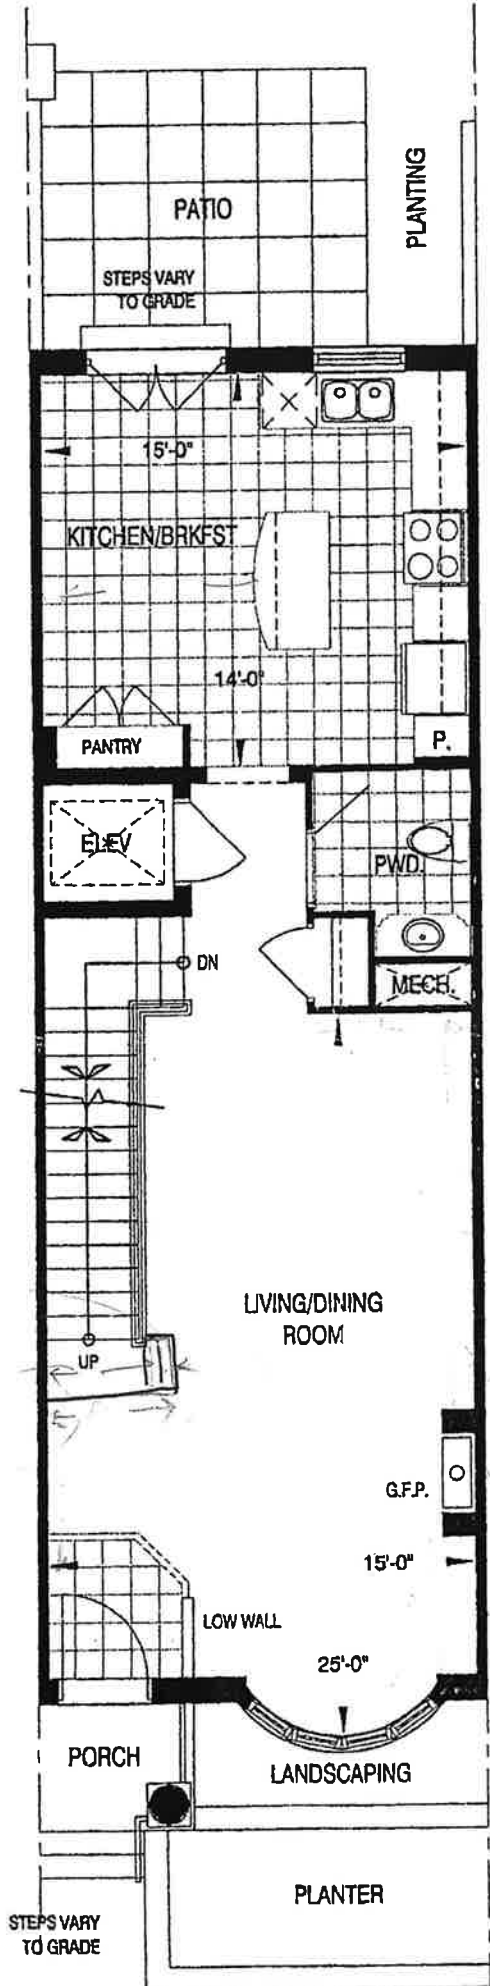 PATIO
PLANTING
STEPS VARY
TO GRADE
15'-0"
KITCHEN/BRKFST
14'-0"
PANTRY
P.
ELEV
PWD.
DN
MECH.
LIVING/DINING
ROOM
UP
G.F.P.
15'-0"
LOW WALL
25'-0"
PORCH
LANDSCAPING
PLANTER
STEPS VARY
TO GRADE